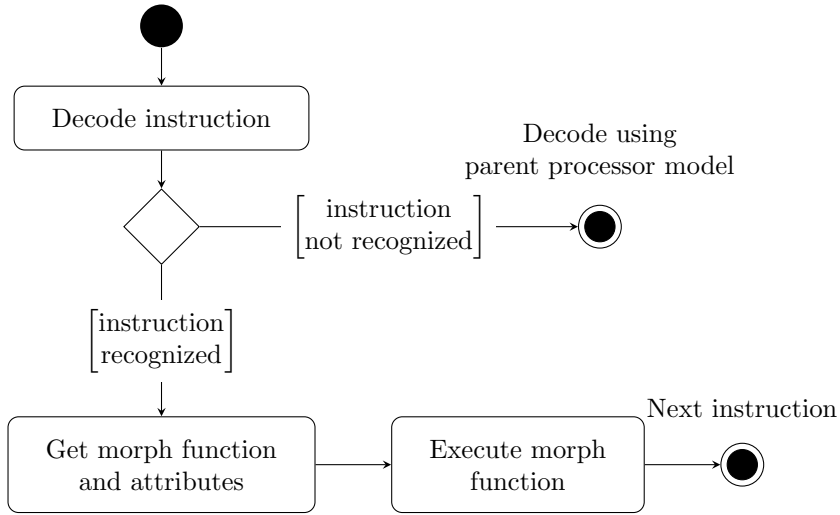 Decode instruction
Decode using
parent processor model
[instruction
not recognized]
[instruction
recognized]
Get morph function
and attributes
Execute morph
function
Next instruction